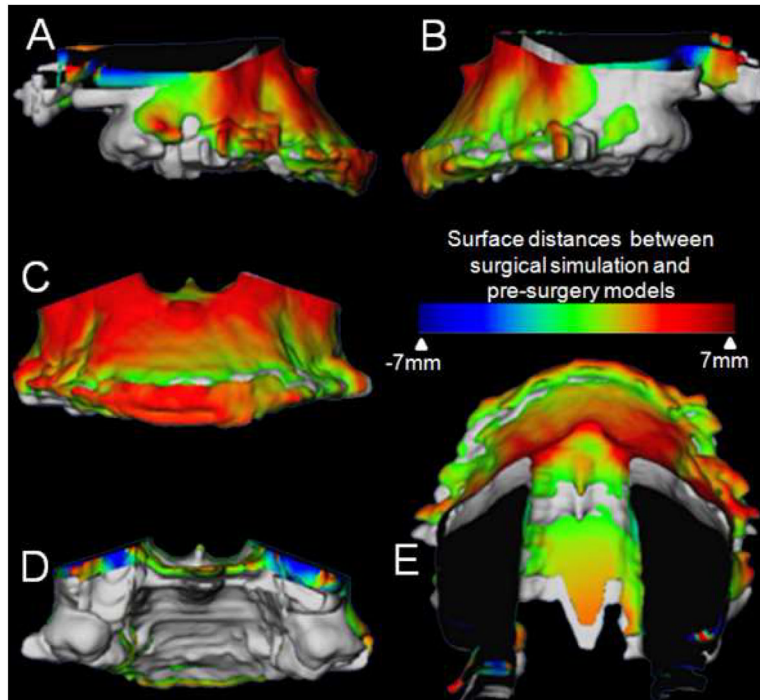 A
B
C
Surface distances between
surgical simulation and
pre-surgery models
-7mm
7mm
D
E